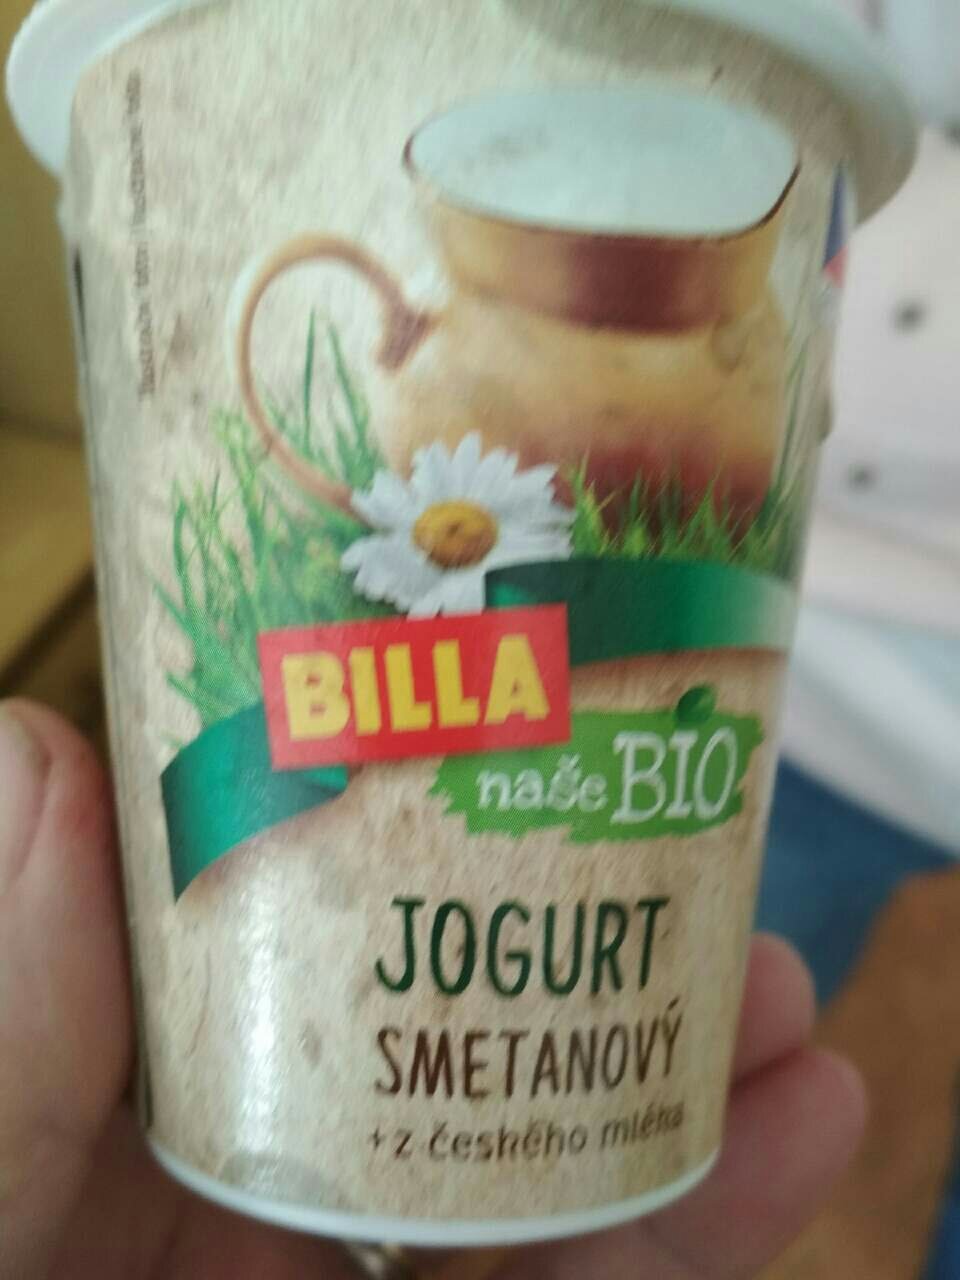 BILLA
naše BIO
JOGURT
SMETANOVÝ
+ z českého mléka